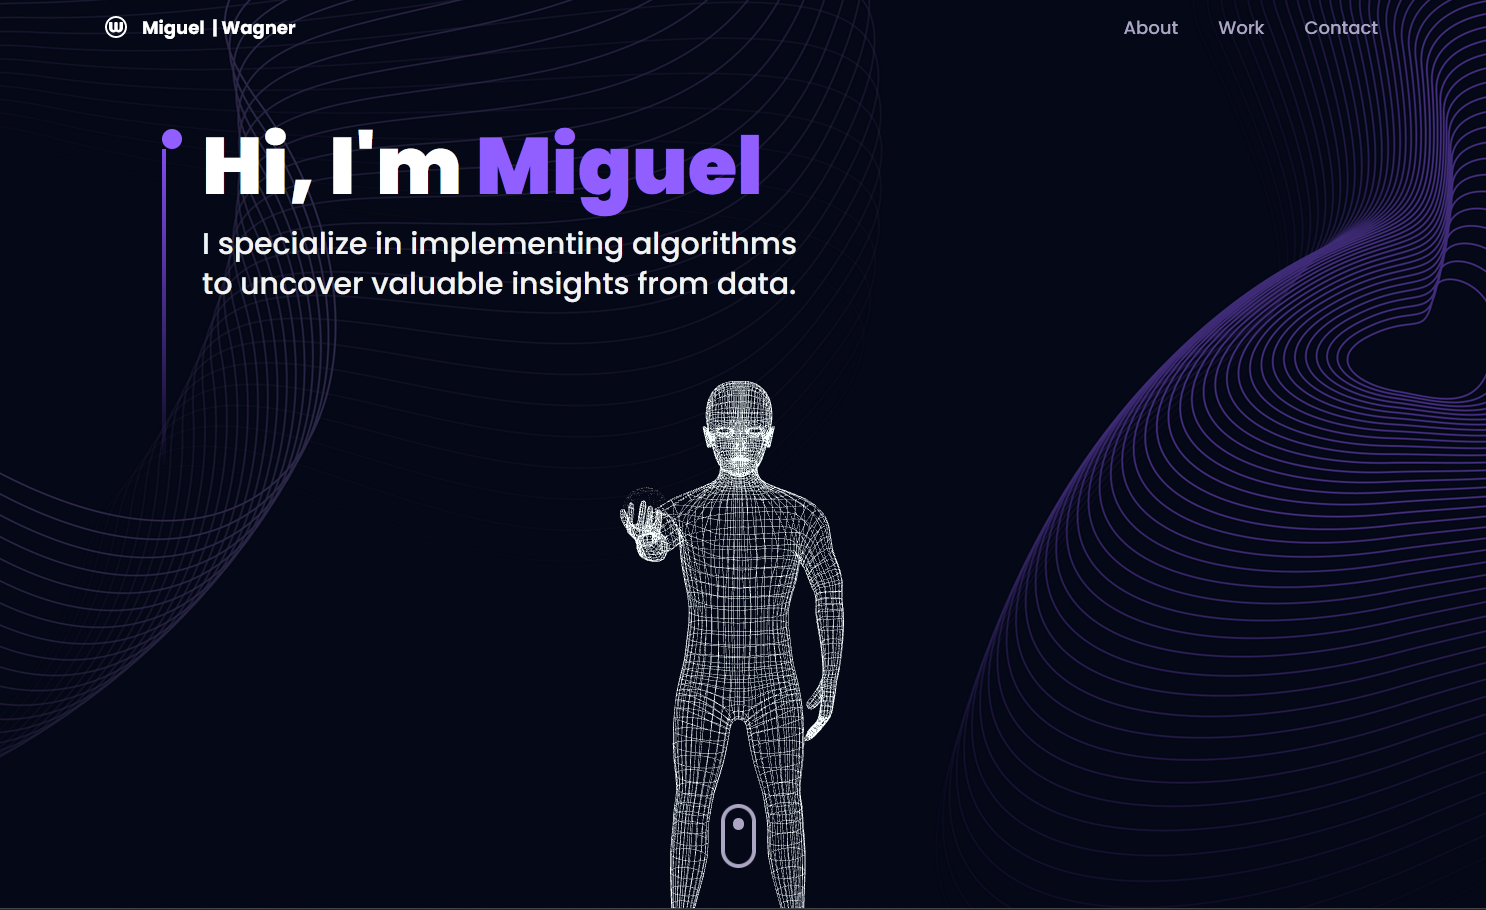 Miguel | Wagner
About
Work
Contact
Hi, I'm Miguel
I specialize in implementing algorithms
to uncover valuable insights from data.